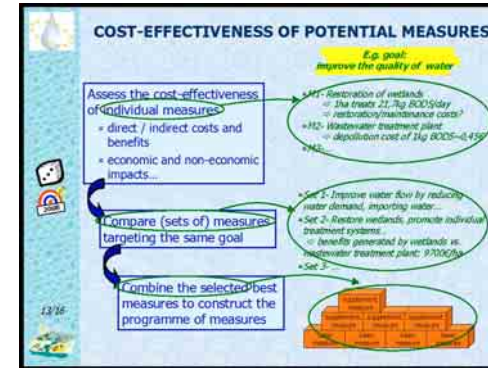 COST-EFFECTIVENESS OF POTENTIAL MEASURES
E.g. goal:
improve the quality of water
Assess the cost-effectiveness
of individual measures
direct / indirect costs and
benefits
economic and non-economic
impacts...
M1- Restoration of wetlands
1ha treats 21,7kg BOD5/day
restoration/maintenance costs?
M2- Wastewater treatment plant
depollution cost of 1kg BOD5~0,45€
M3-...
Compare (sets of) measures
targeting the same goal
Set 1- Improve water flow by reducing
water demand, importing water...
Set 2- Restore wetlands, promote individual
treatment systems...
benefits generated by wetlands vs.
wastewater treatment plant: 9700€/ha
Set 3-
Combine the selected best
measures to construct the
programme of measures
supplement.
measure
measure
measure
measure
13/16